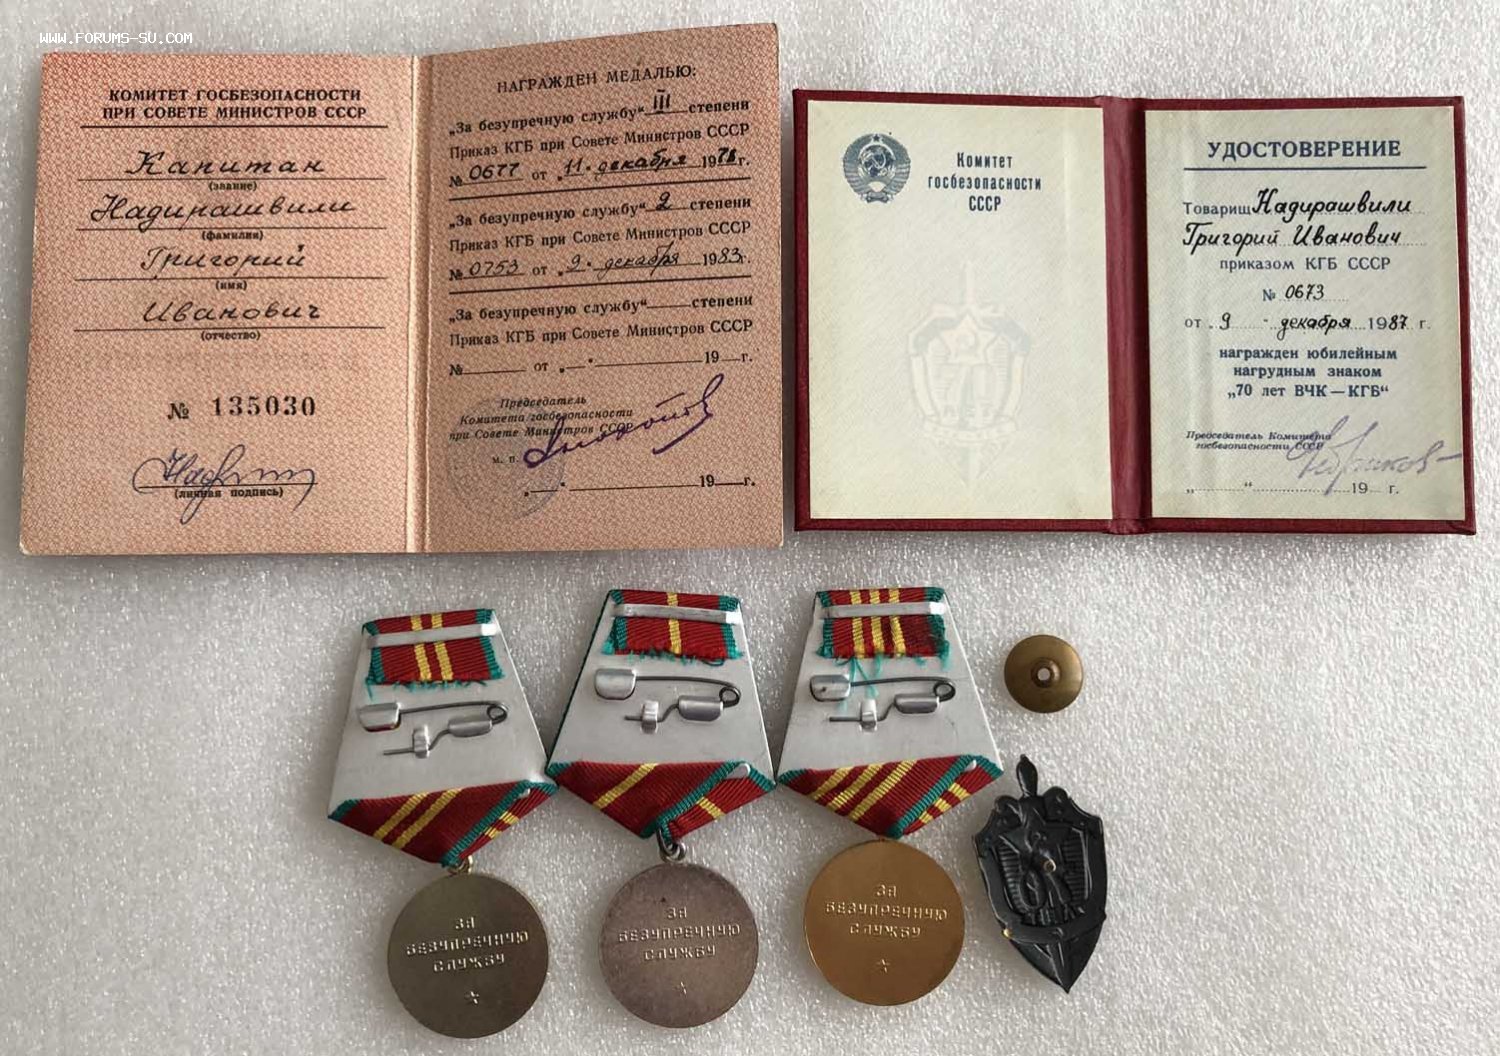 WWW.FORUMS-SU.COM
КОМИТЕТ ГОСБЕЗОПАСНОСТИ
ПРИ СОВЕТЕ МИНИСТРОВ СССР
Капитан
(звание)
Надирашвили
(фамилия)
Григорий
(имя)
Иванович
(отчество)
№ 135030
(личная подпись)
НАГРАЖДЕН МЕДАЛЬЮ:
„За безупречную службу“ III степени
Приказ КГБ при Совете Министров СССР
№ 0677 от „11“ декабря 1978 г.
„За безупречную службу“ 2 степени
Приказ КГБ при Совете Министров СССР
№ 0753 от „9“ декабря 1983 г.
„За безупречную службу“ степени
Приказ КГБ при Совете Министров СССР
№ от „ “ 19 г.
Председатель
Комитета госбезопасности
при Совете Министров СССР
м. п.
„ “ 19 г.
Комитет
госбезопасности
СССР
УДОСТОВЕРЕНИЕ
Товарищ Надирашвили
Григорий Иванович
приказом КГБ СССР
№ 0673
от „9 “ декабря 1987 г.
награжден юбилейным
нагрудным знаком
„70 лет ВЧК—КГБ“
Председатель Комитета
госбезопасности СССР
„ “ 19 г.
ЗА
БЕЗУПРЕЧНУЮ
СЛУЖБУ
ЗА
БЕЗУПРЕЧНУЮ
СЛУЖБУ
ЗА
БЕЗУПРЕЧНУЮ
СЛУЖБУ